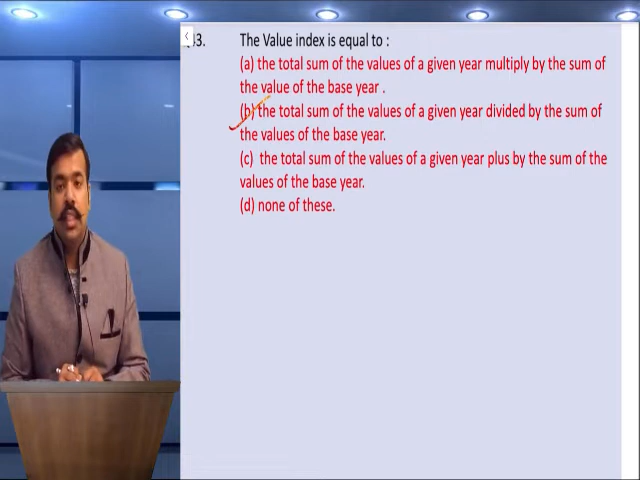 3. The Value index is equal to :
(a) the total sum of the values of a given year multiply by the sum of
the value of the base year .
(b) the total sum of the values of a given year divided by the sum of
the values of the base year.
(c) the total sum of the values of a given year plus by the sum of the
values of the base year.
(d) none of these.